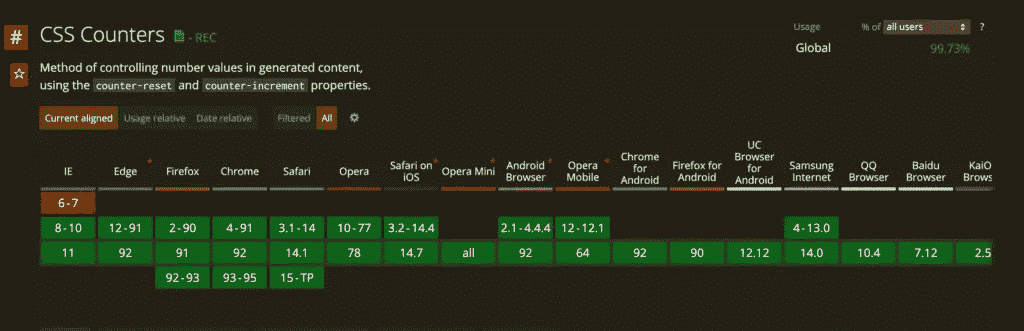 # CSS Counters - REC
Usage % of all users ?
Global 99.73%
Method of controlling number values in generated content,
using the counter-reset and counter-increment properties.
Current aligned Usage relative Date relative Filtered All
IE Edge * Firefox Chrome Safari Opera Safari on iOS * Opera Mini * Android Browser * Opera Mobile * Chrome for Android Firefox for Android UC Browser for Android Samsung Internet QQ Browser Baidu Browser KaiO Brows
6-7
8-10 12-91 2-90 4-91 3.1-14 10-77 3.2-14.4 2.1-4.4.4 12-12.1 4-13.0
11 92 91 92 14.1 78 14.7 all 92 64 92 90 12.12 14.0 10.4 7.12 2.5
92-93 93-95 15-TP